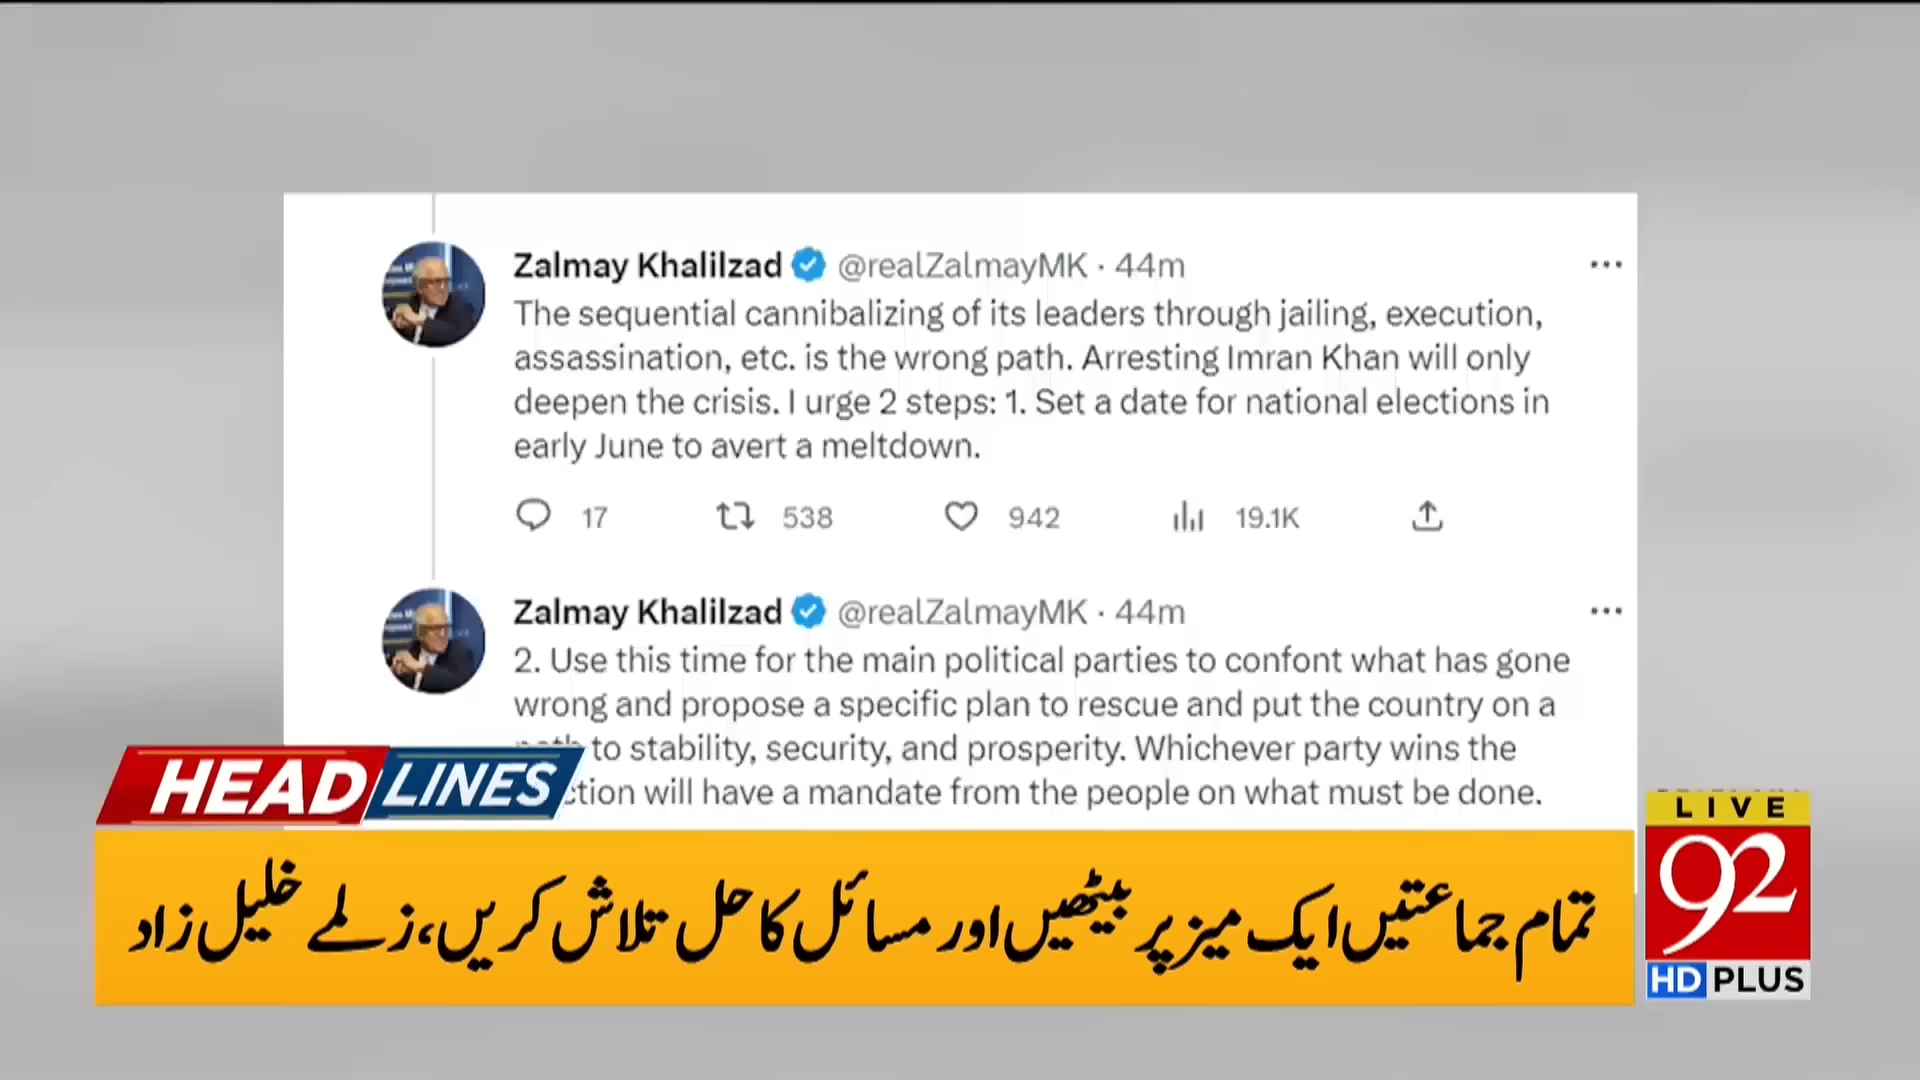 Zalmay Khalilzad @realZalmayMK · 44m
The sequential cannibalizing of its leaders through jailing, execution,
assassination, etc. is the wrong path. Arresting Imran Khan will only
deepen the crisis. I urge 2 steps: 1. Set a date for national elections in
early June to avert a meltdown.
17 538 942 19.1K
Zalmay Khalilzad @realZalmayMK · 44m
2. Use this time for the main political parties to confont what has gone
wrong and propose a specific plan to rescue and put the country on a
to stability, security, and prosperity. Whichever party wins the
ction will have a mandate from the people on what must be done.
HEADLINES
تمام جماعتیں ایک میز پر بیٹھیں اور مسائل کا حل تلاش کریں، زلمے خلیل زاد
LIVE
92
HD PLUS